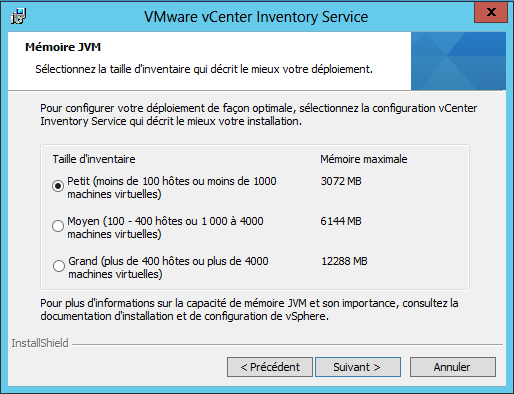 VMware vCenter Inventory Service
x
Mémoire JVM
Sélectionnez la taille d'inventaire qui décrit le mieux votre déploiement.
Pour configurer votre déploiement de façon optimale, sélectionnez la configuration vCenter
Inventory Service qui décrit le mieux votre installation.
Taille d'inventaire Mémoire maximale
Petit (moins de 100 hôtes ou moins de 1000 3072 MB
machines virtuelles)
Moyen (100 - 400 hôtes ou 1 000 à 4000 6144 MB
machines virtuelles)
Grand (plus de 400 hôtes ou plus de 4000 12288 MB
machines virtuelles)
Pour plus d'informations sur la capacité de mémoire JVM et son importance, consultez la
documentation d'installation et de configuration de vSphere.
InstallShield
< Précédent Suivant > Annuler